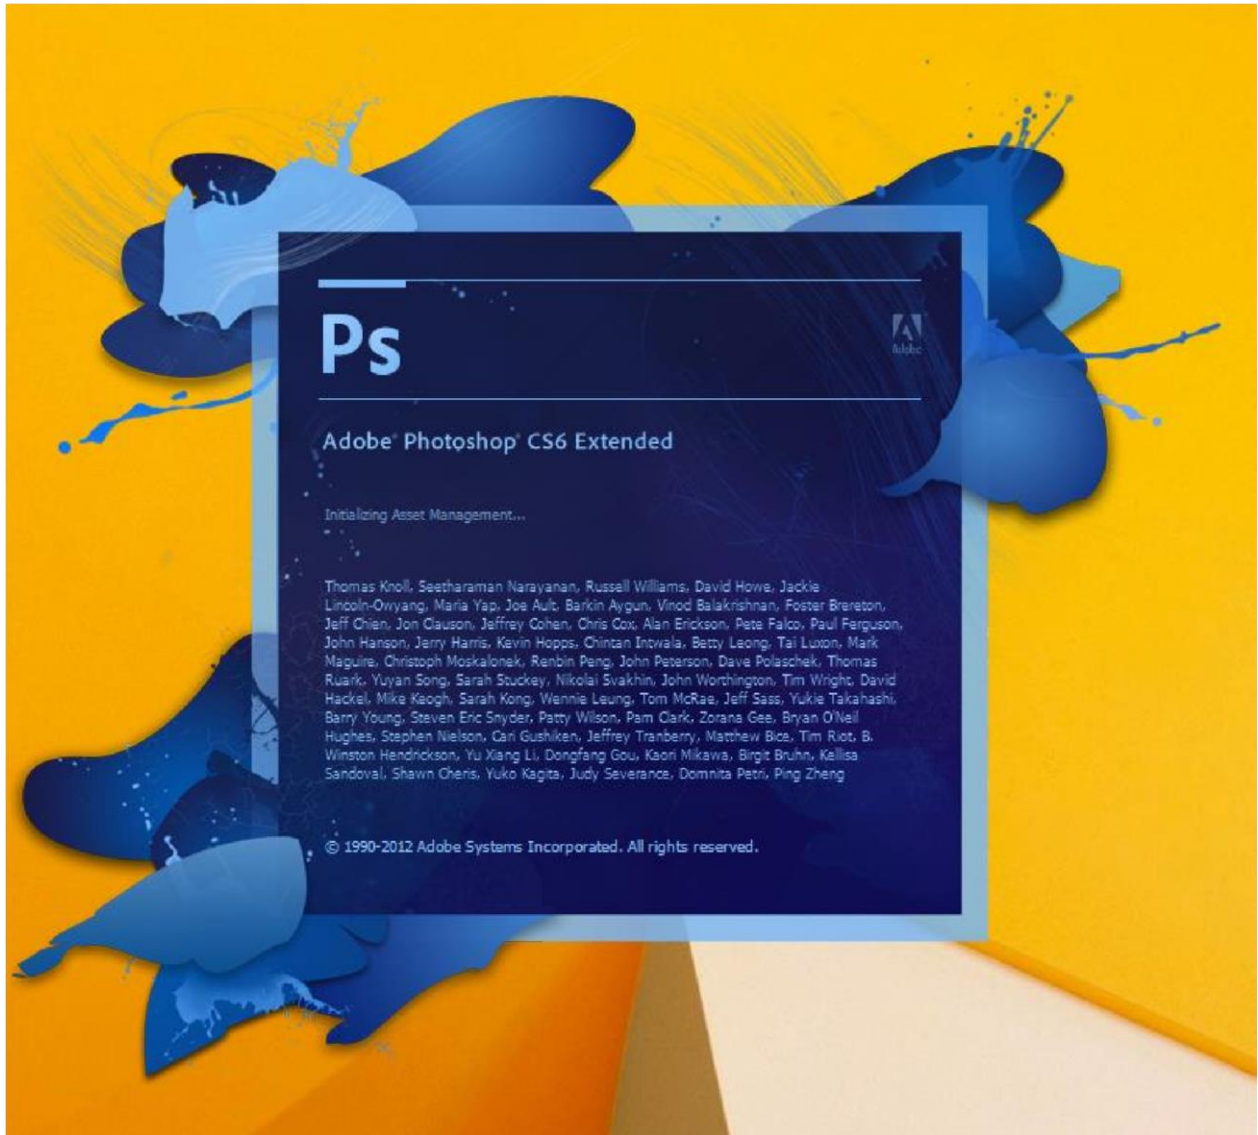 Ps
Adobe
Adobe® Photoshop® CS6 Extended
Initializing Asset Management...
Thomas Knoll, Seetharaman Narayanan, Russell Williams, David Howe, Jackie
Lincoln-Owyang, Maria Yap, Joe Ault, Barkin Aygun, Vinod Balakrishnan, Foster Brereton,
Jeff Chien, Jon Clauson, Jeffrey Cohen, Chris Cox, Alan Erickson, Pete Falco, Paul Ferguson,
John Hanson, Jerry Harris, Kevin Hopps, Chintan Intwala, Betty Leong, Tai Luxon, Mark
Maguire, Christoph Moskalonek, Renbin Peng, John Peterson, Dave Polaschek, Thomas
Ruark, Yuyan Song, Sarah Stuckey, Nikolai Svakhin, John Worthington, Tim Wright, David
Hackel, Mike Keogh, Sarah Kong, Wennie Leung, Tom McRae, Jeff Sass, Yukie Takahashi,
Barry Young, Steven Eric Snyder, Patty Wilson, Pam Clark, Zorana Gee, Bryan O'Neil
Hughes, Stephen Nielson, Cari Gushiken, Jeffrey Tranberry, Matthew Bice, Tim Riot, B.
Winston Hendrickson, Yu Xiang Li, Dongfang Gou, Kaori Mikawa, Birgit Bruhn, Kellisa
Sandoval, Shawn Cheris, Yuko Kagita, Judy Severance, Domnita Petri, Ping Zheng
© 1990-2012 Adobe Systems Incorporated. All rights reserved.